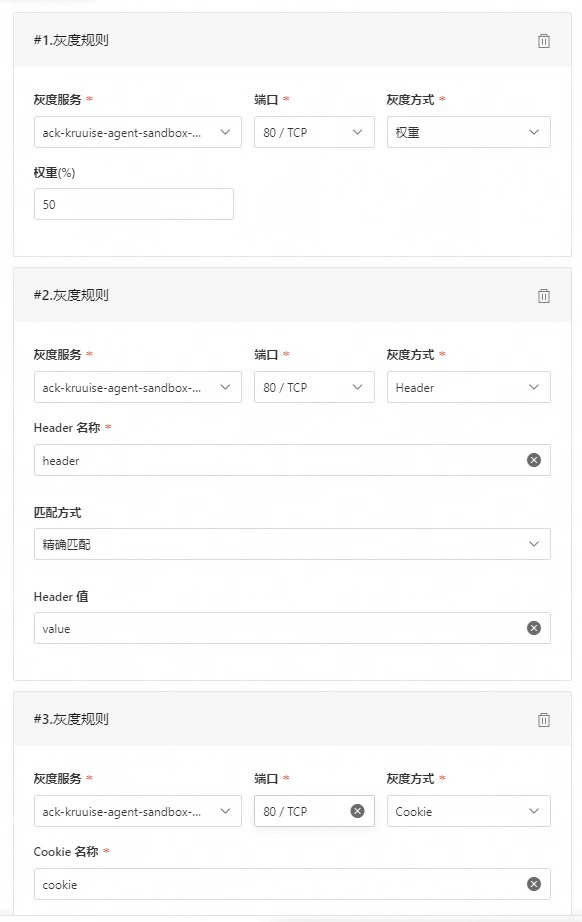 #1.灰度规则
灰度服务 * 端口 * 灰度方式 *
ack-kruuise-agent-sandbox-... 80 / TCP 权重
权重(%)
50
#2.灰度规则
灰度服务 * 端口 * 灰度方式 *
ack-kruuise-agent-sandbox-... 80 / TCP Header
Header 名称 *
header
匹配方式
精确匹配
Header 值
value
#3.灰度规则
灰度服务 * 端口 * 灰度方式 *
ack-kruuise-agent-sandbox-... 80 / TCP Cookie
Cookie 名称 *
cookie